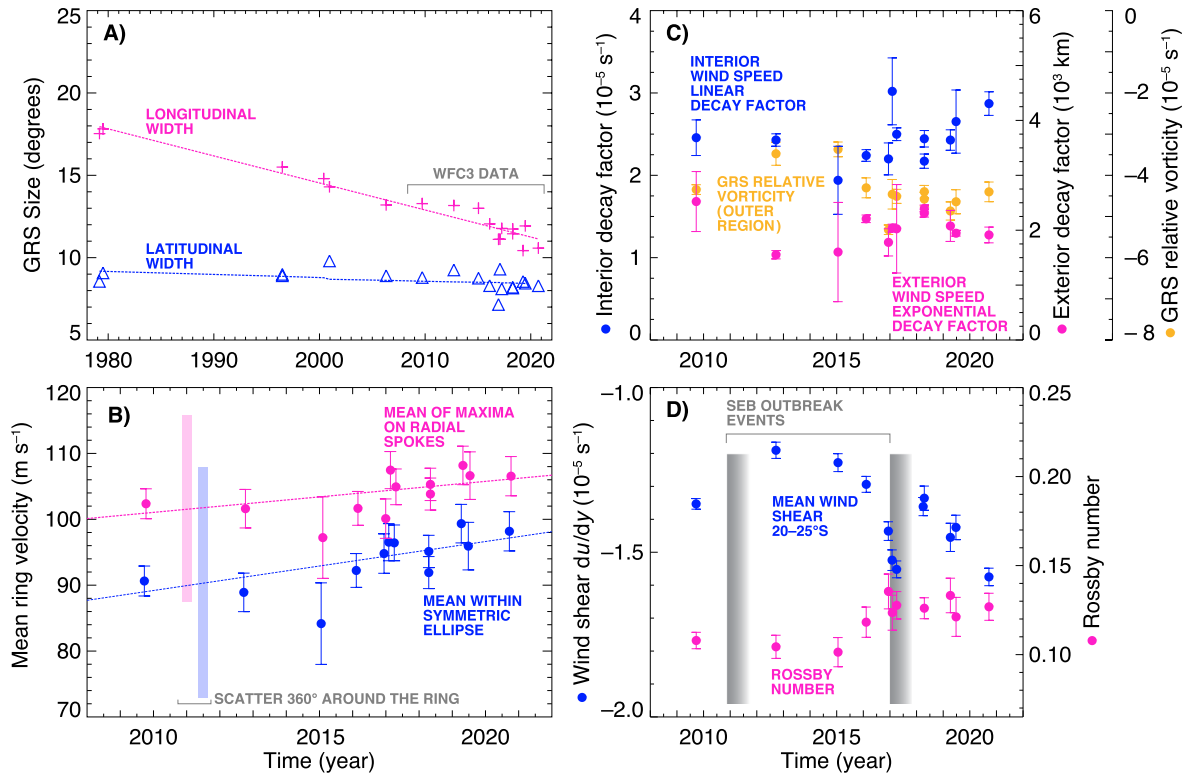 A)
25
20
15
10
5
GRS Size (degrees)
LONGITUDINAL
WIDTH
WFC3 DATA
LATITUDINAL
WIDTH
1980
1990
2000
2010
2020
C)
4
3
2
1
0
Interior decay factor (10⁻⁵ s⁻¹)
INTERIOR
WIND SPEED
LINEAR
DECAY FACTOR
GRS RELATIVE
VORTICITY
(OUTER
REGION)
EXTERIOR
WIND SPEED
EXPONENTIAL
DECAY FACTOR
2010
2015
2020
6
4
2
0
Exterior decay factor (10³ km)
0
−2
−4
−6
−8
GRS relative vorticity (10⁻⁵ s⁻¹)
B)
120
110
100
90
80
70
Mean ring velocity (m s⁻¹)
MEAN OF MAXIMA
ON RADIAL
SPOKES
MEAN WITHIN
SYMMETRIC
ELLIPSE
SCATTER 360° AROUND THE RING
2010
2015
2020
Time (year)
D)
−1.0
−1.5
−2.0
Wind shear du/dy (10⁻⁵ s⁻¹)
SEB OUTBREAK
EVENTS
MEAN WIND
SHEAR
20–25°S
ROSSBY
NUMBER
2010
2015
2020
Time (year)
0.25
0.20
0.15
0.10
Rossby number